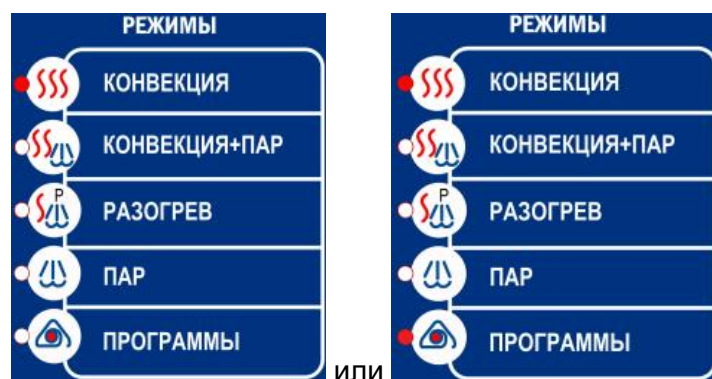 РЕЖИМЫ
КОНВЕКЦИЯ
КОНВЕКЦИЯ+ПАР
P
РАЗОГРЕВ
ПАР
ПРОГРАММЫ
или
РЕЖИМЫ
КОНВЕКЦИЯ
КОНВЕКЦИЯ+ПАР
P
РАЗОГРЕВ
ПАР
ПРОГРАММЫ